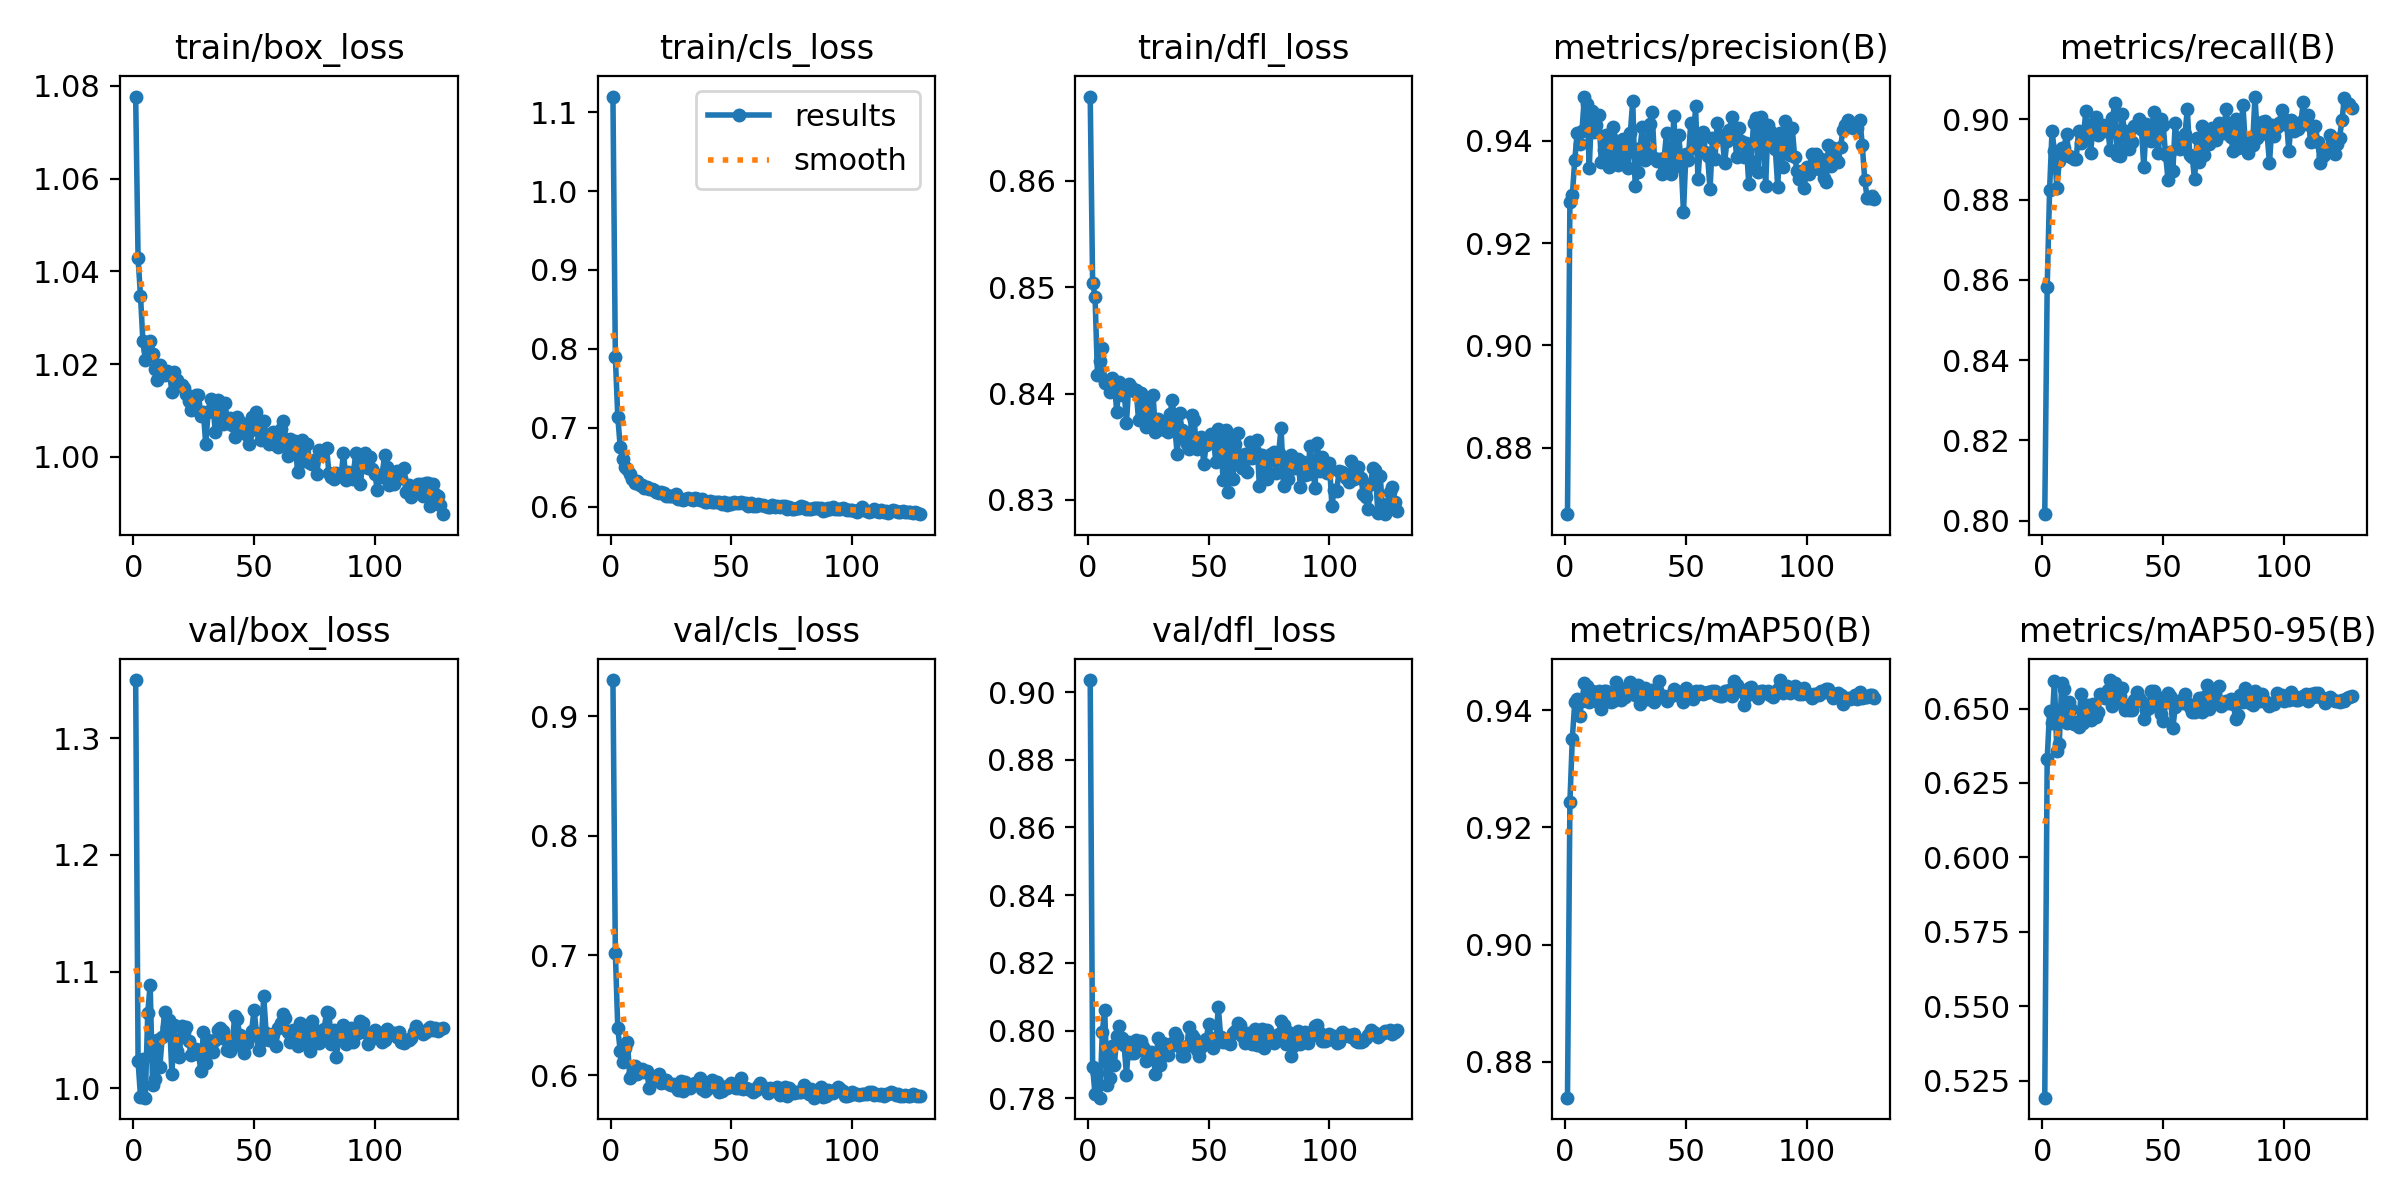 train/box_loss
1.08
1.06
1.04
1.02
1.00
0 50 100
train/cls_loss
results
smooth
1.1
1.0
0.9
0.8
0.7
0.6
0 50 100
train/dfl_loss
0.86
0.85
0.84
0.83
0 50 100
metrics/precision(B)
0.94
0.92
0.90
0.88
0 50 100
metrics/recall(B)
0.90
0.88
0.86
0.84
0.82
0.80
0 50 100
val/box_loss
1.3
1.2
1.1
1.0
0 50 100
val/cls_loss
0.9
0.8
0.7
0.6
0 50 100
val/dfl_loss
0.90
0.88
0.86
0.84
0.82
0.80
0.78
0 50 100
metrics/mAP50(B)
0.94
0.92
0.90
0.88
0 50 100
metrics/mAP50-95(B)
0.650
0.625
0.600
0.575
0.550
0.525
0 50 100